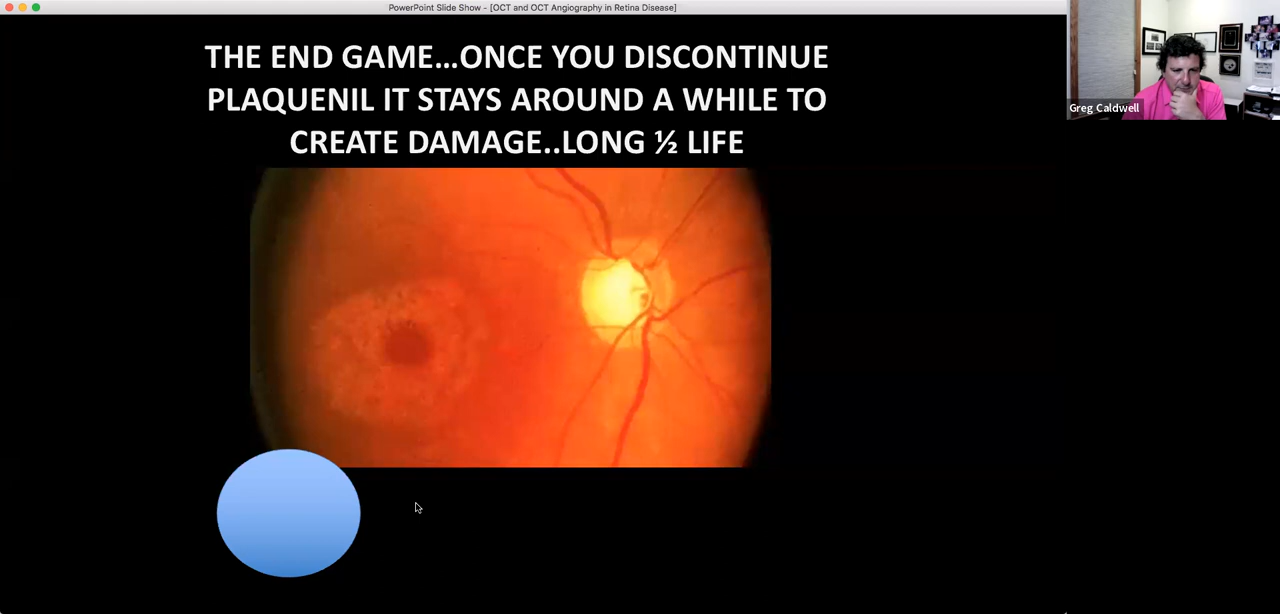 PowerPoint Slide Show - [OCT and OCT Angiography in Retina Disease]
THE END GAME…ONCE YOU DISCONTINUE
PLAQUENIL IT STAYS AROUND A WHILE TO
CREATE DAMAGE..LONG ½ LIFE
Greg Caldwell